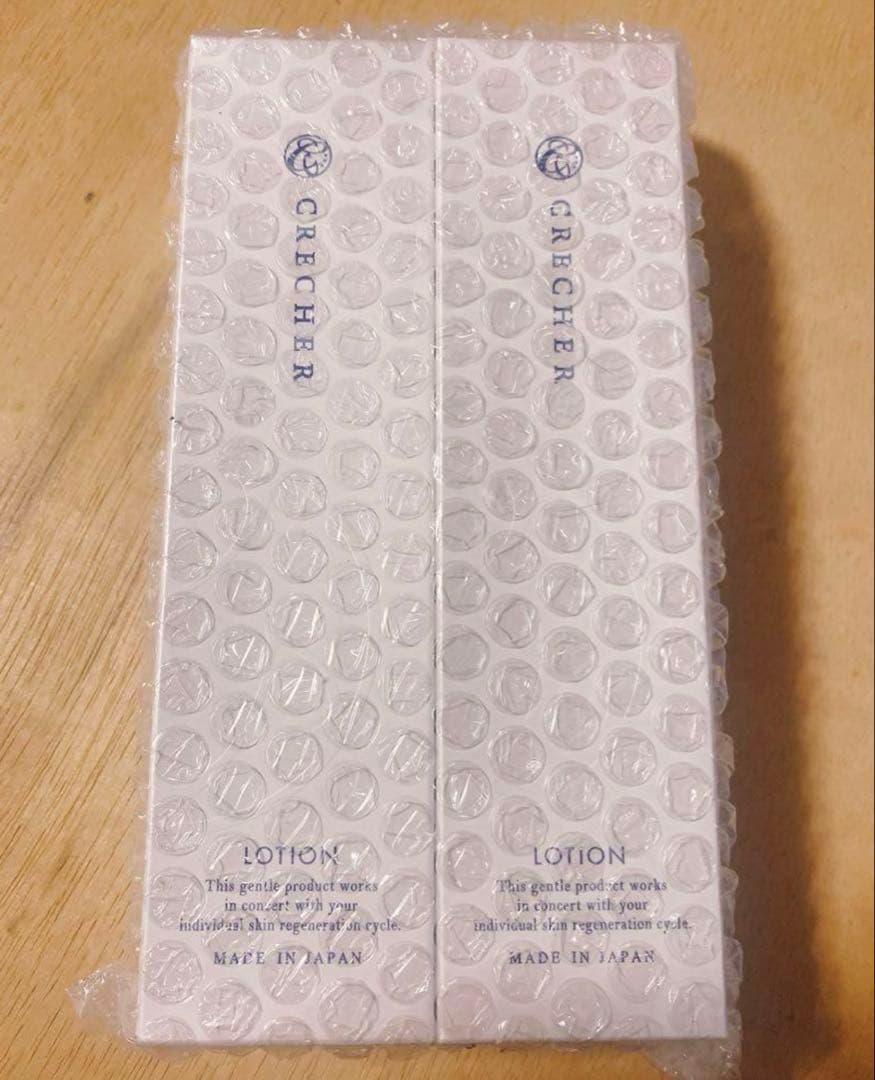 CRECHER
LOTION
This gentle product works
in concert with your
individual skin regeneration cycle.
MADE IN JAPAN
CRECHER
LOTION
This gentle product works
in concert with your
individual skin regeneration cycle.
MADE IN JAPAN